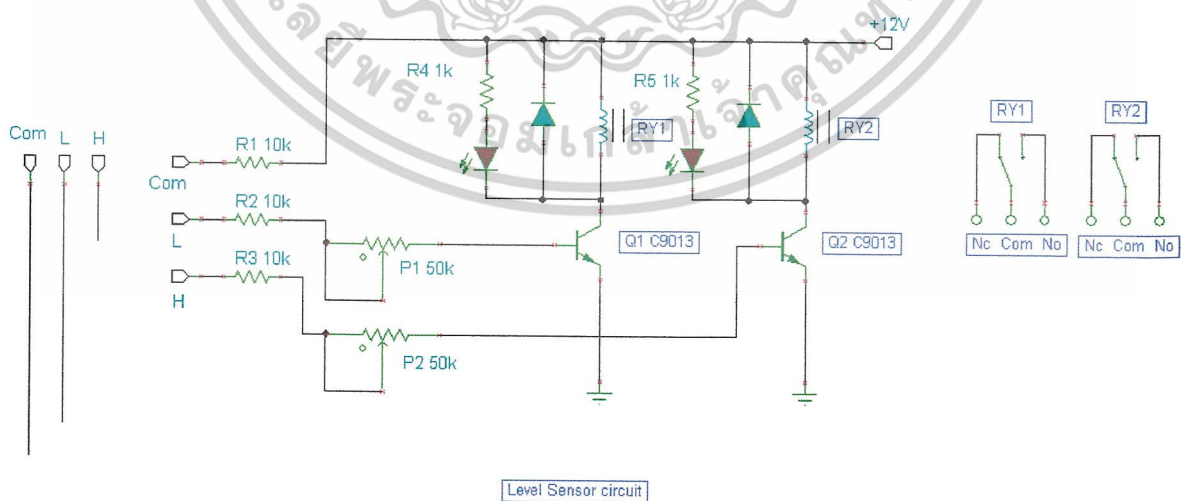 +12V
R4 1k
R5 1k
RY1
RY2
RY1
RY2
Com
L
H
R1 10k
Com
R2 10k
L
R3 10k
H
P1 50k
Q1 C9013
Q2 C9013
Nc Com No
Nc Com No
P2 50k
Level Sensor circuit